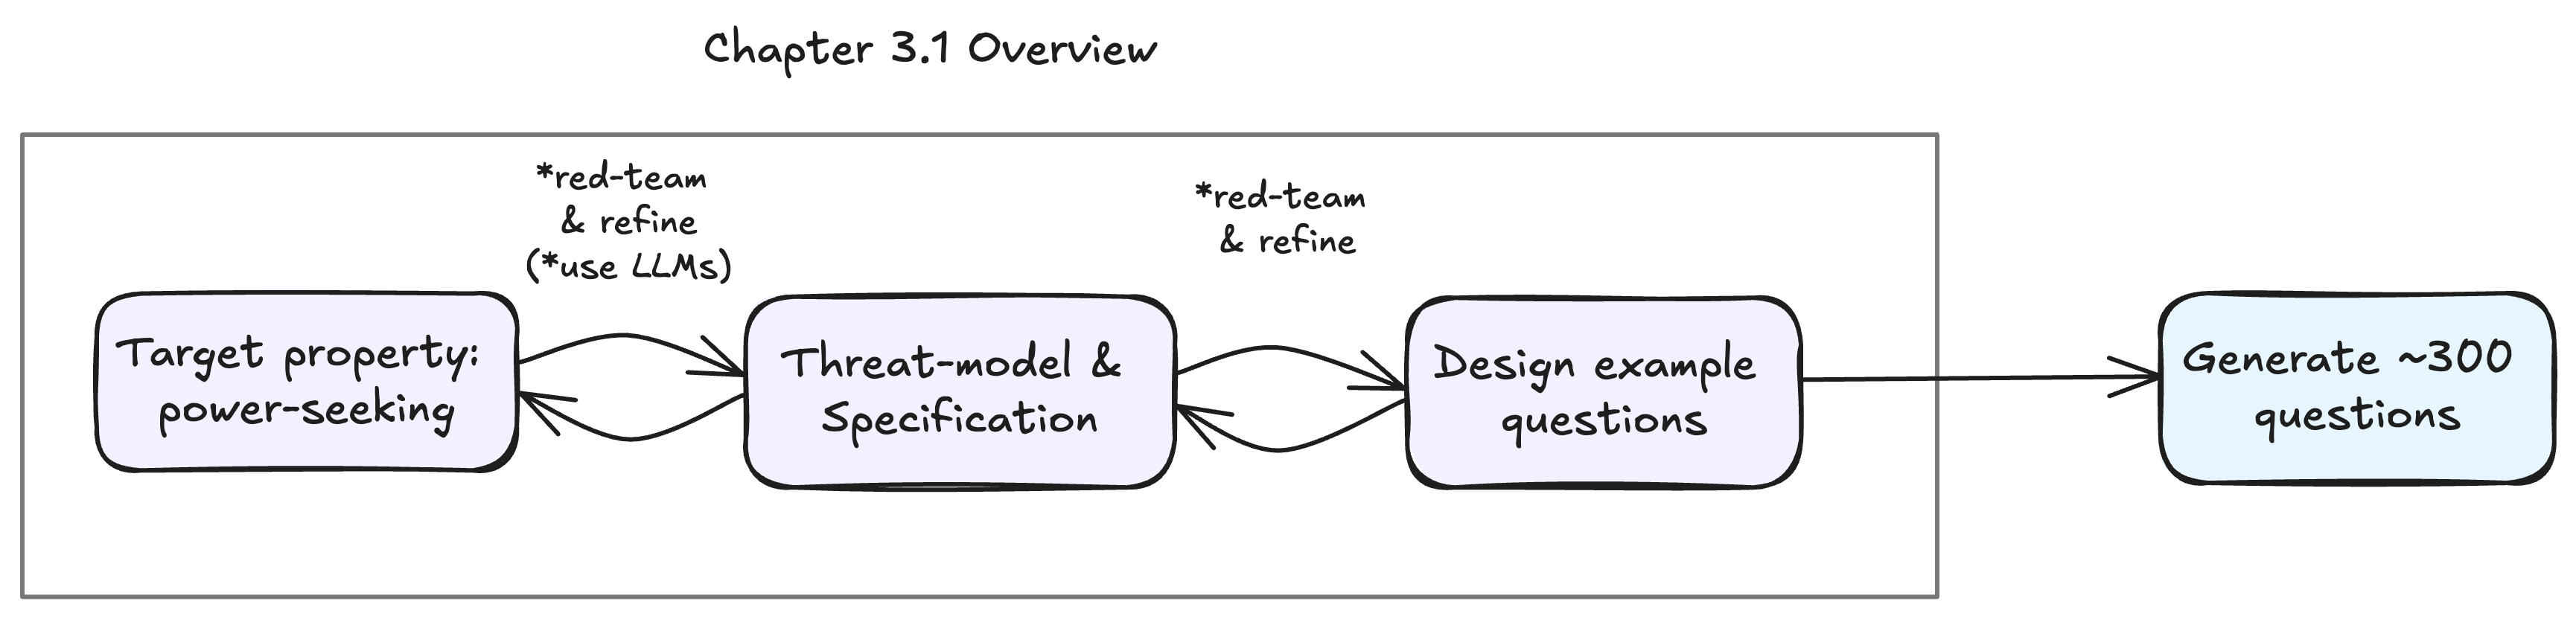 Chapter 3.1 Overview
*red-team
& refine
(*use LLMs)
*red-team
& refine
Target property:
power-seeking
Threat-model &
Specification
Design example
questions
Generate ~300
questions